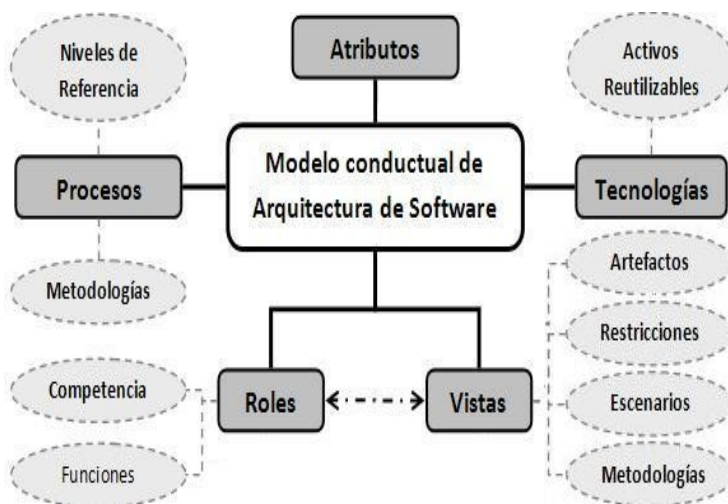 Niveles de
Referencia
Atributos
Activos
Reutilizables
Modelo conductual de
Arquitectura de Software
Procesos
Tecnologías
Metodologías
Artefactos
Restricciones
Competencia
Roles
Vistas
Escenarios
Funciones
Metodologías